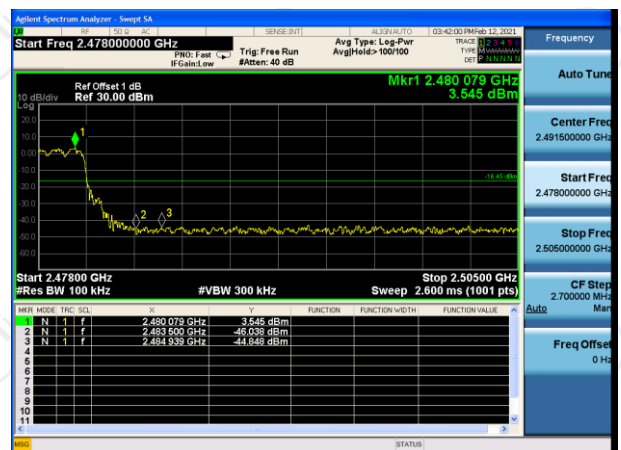 Agilent Spectrum Analyzer - Swept SA
RF 50 Ω AC SENSE:INT ALIGNAUTO 03:42:00 PM Feb 12, 2021
Start Freq 2.478000000 GHz
PNO: Fast
IFGain:Low
Trig: Free Run
#Atten: 40 dB
Avg Type: Log-Pwr
Avg|Hold:> 100/100
TRACE 1 2 3 4 5 6
TYPE M W W W W W
DET P N N N N N
Ref Offset 1 dB
10 dB/div Ref 30.00 dBm
Log
Mkr1 2.480 079 GHz
3.545 dBm
20.0
10.0
0.00
-10.0
-20.0
-30.0
-40.0
-50.0
-60.0
1
2
3
-16.45 dBm
Start 2.47800 GHz Stop 2.50500 GHz
#Res BW 100 kHz #VBW 300 kHz Sweep 2.600 ms (1001 pts)
MKR MODE TRC SCL X Y FUNCTION FUNCTION WIDTH FUNCTION VALUE
1 N 1 f 2.480 079 GHz 3.545 dBm
2 N 1 f 2.483 500 GHz -46.038 dBm
3 N 1 f 2.484 939 GHz -44.848 dBm
4
5
6
7
8
9
10
11
MSG STATUS
Frequency
Auto Tune
Center Freq
2.491500000 GHz
Start Freq
2.478000000 GHz
Stop Freq
2.505000000 GHz
CF Step
2.700000 MHz
Auto Man
Freq Offset
0 Hz